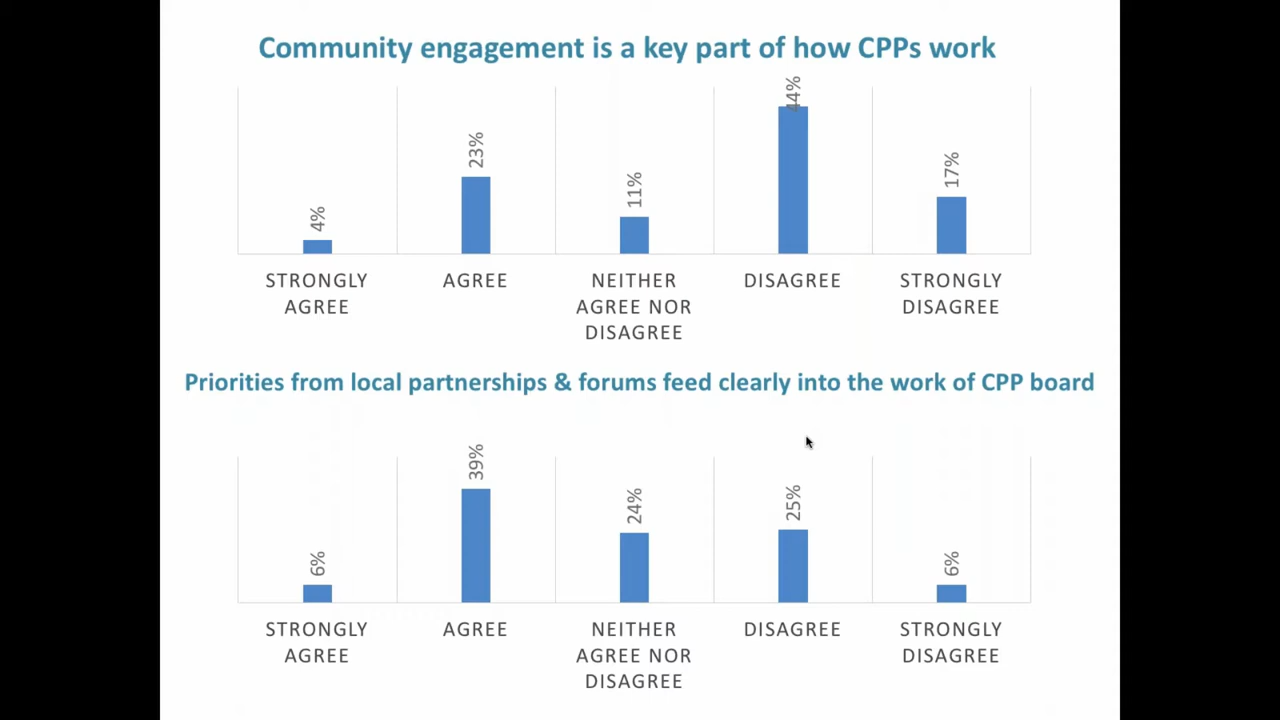 Community engagement is a key part of how CPPs work
4%
23%
11%
44%
17%
STRONGLY AGREE
AGREE
NEITHER AGREE NOR DISAGREE
DISAGREE
STRONGLY DISAGREE
Priorities from local partnerships & forums feed clearly into the work of CPP board
6%
39%
24%
25%
6%
STRONGLY AGREE
AGREE
NEITHER AGREE NOR DISAGREE
DISAGREE
STRONGLY DISAGREE